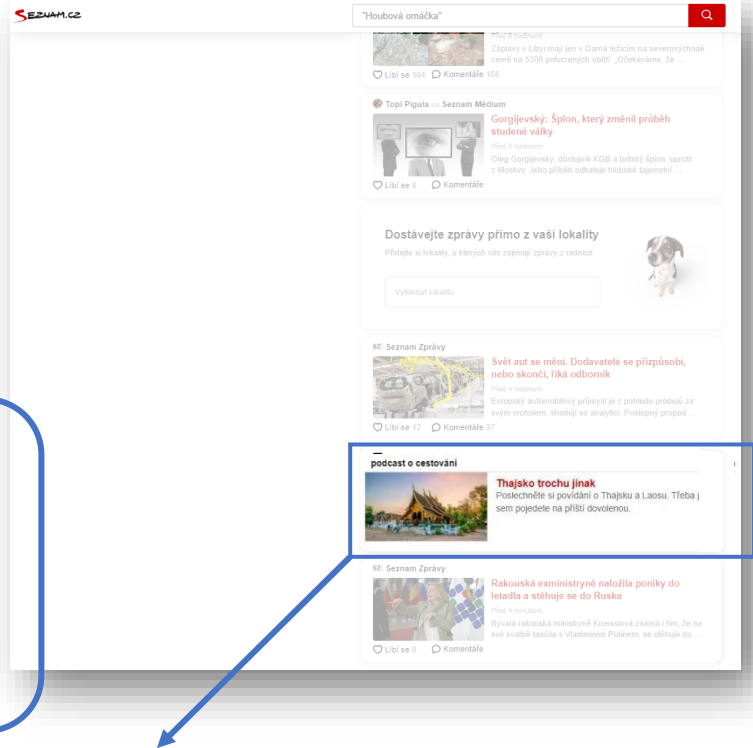 SEZNAM.CZ
"Houbová omáčka"
Před 5 hodinami
Záplavy v Libyi mají jen v Darná ležícím na severovýchodě
země na 5300 potvrzených obětí. „Očekáváme, že ...
Líbí se 304 Komentáře 156
Topi Pigula na Seznam Médium
Gorgijevský: Špion, který změnil průběh
studené války
Před 8 hodinami
Oleg Gorgijevský, důstojník KGB a britský špion, uprchl
z Moskvy. Jeho příběh odhaluje hluboké tajemství ...
Líbí se 8 Komentáře
Dostávejte zprávy přímo z vaší lokality
Přidejte si lokality, u kterých vás zajímají zprávy z radnice
Vyhledat lokalitu
SZ: Seznam Zprávy
Svět aut se mění. Dodavatelé se přizpůsobí,
nebo skončí, říká odborník
Před 4 hodinami
Evropský automobilový průmysl je z pohledu prodejů za
svým vrcholem, shodují se analytici. Postupný propad ...
Líbí se 12 Komentáře 37
podcast o cestování
Thajsko trochu jinak
Poslechněte si povídání o Thajsku a Laosu. Třeba
sem pojedete na příští dovolenou.
SZ: Seznam Zprávy
Rakouská exministryně naložila poníky do
letadla a stěhuje se do Ruska
Před 4 minutami
Bývalá rakouská ministryně Kneisslová známá i tím, že na
své svatbě tančila s Vladimirem Putinem, se stěhuje do ...
Líbí se 0 Komentáře